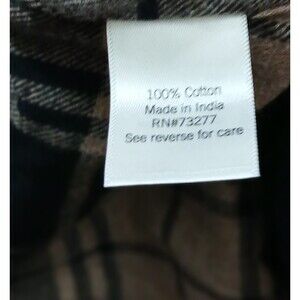 100% Cotton
Made in India
RN#73277
See reverse for care